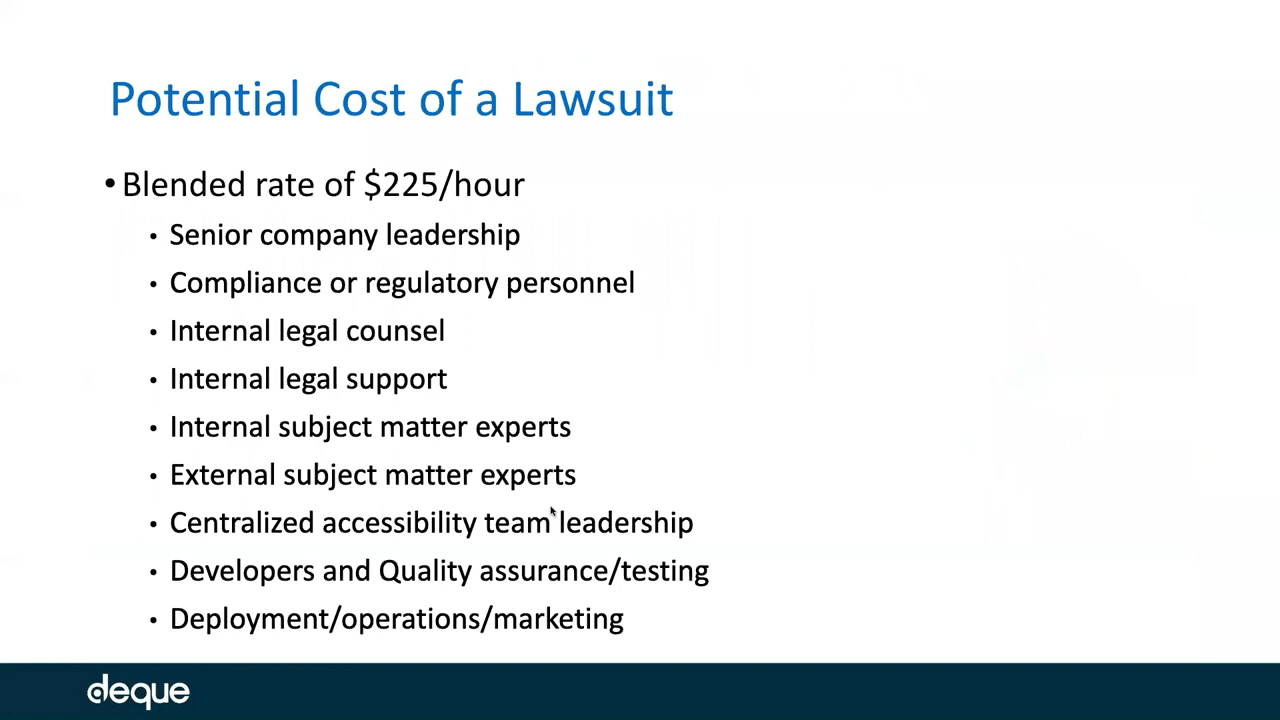 Potential Cost of a Lawsuit
• Blended rate of $225/hour
• Senior company leadership
• Compliance or regulatory personnel
• Internal legal counsel
• Internal legal support
• Internal subject matter experts
• External subject matter experts
• Centralized accessibility team leadership
• Developers and Quality assurance/testing
• Deployment/operations/marketing
deque